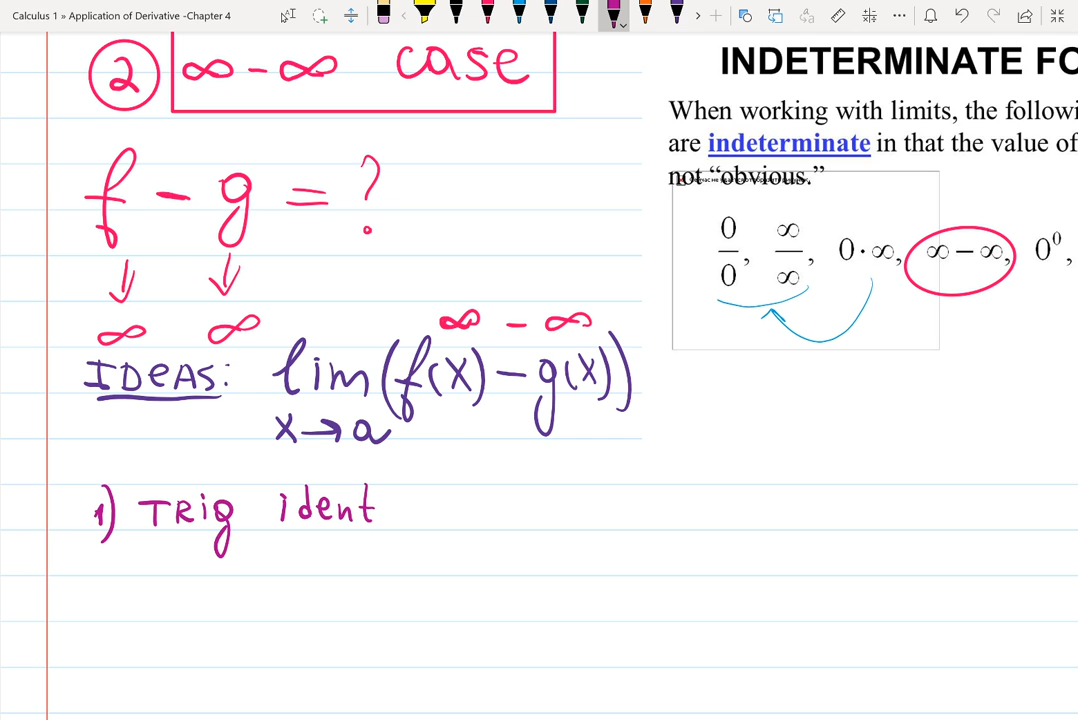 Calculus 1 » Application of Derivative -Chapter 4
② ∞ - ∞ case
f - g = ?
↓ ↓
∞ ∞
∞ - ∞
IDEAS: lim (f(x) - g(x))
x → a
1) TRig ident
INDETERMINATE FO
When working with limits, the followi
are indeterminate in that the value of
not “obvious.”
0/0, ∞/∞, 0·∞, ∞ − ∞, 0⁰,